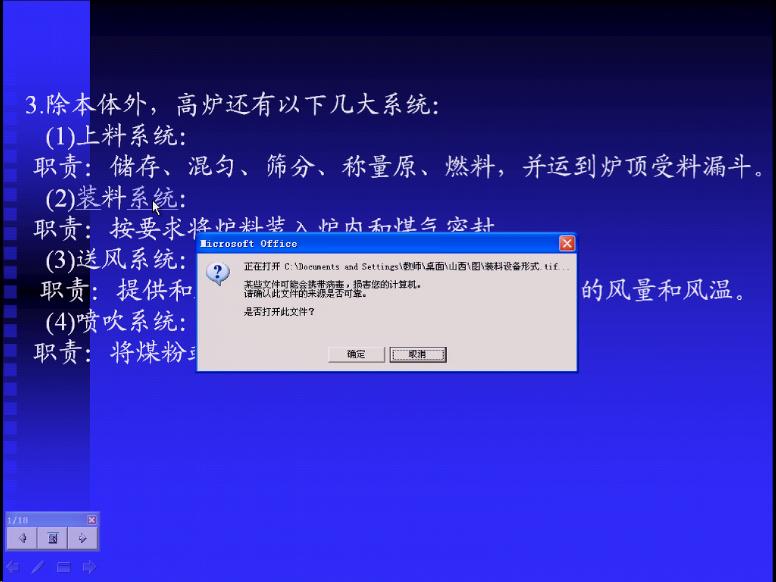 3.除本体外，高炉还有以下几大系统：
(1)上料系统：
职责：储存、混匀、筛分、称量原、燃料，并运到炉顶受料漏斗。
(2)装料系统：
职责：按要求将炉料装入炉内和煤气密封
(3)送风系统：
职责：提供和
的风量和风温。
(4)喷吹系统：
职责：将煤粉
Microsoft Office
正在打开 C:\Documents and Settings\教师\桌面\山西\图\装料设备形式.tif...
某些文件可能会携带病毒，损害您的计算机。
请确认此文件的来源是否可靠。
是否打开此文件？
确定
取消
1/18